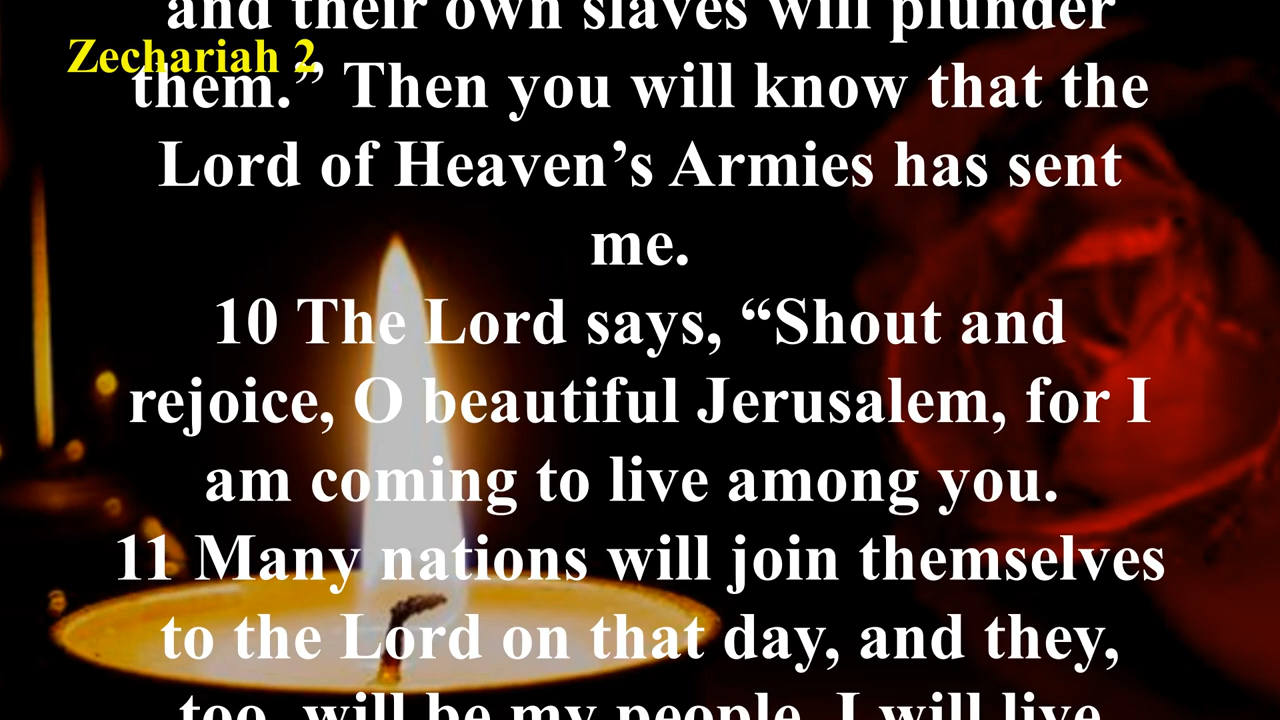 and their own slaves will plunder
Zechariah 2
them.” Then you will know that the
Lord of Heaven’s Armies has sent
me.
10 The Lord says, “Shout and
rejoice, O beautiful Jerusalem, for I
am coming to live among you.
11 Many nations will join themselves
to the Lord on that day, and they,
too, will be my people. I will live